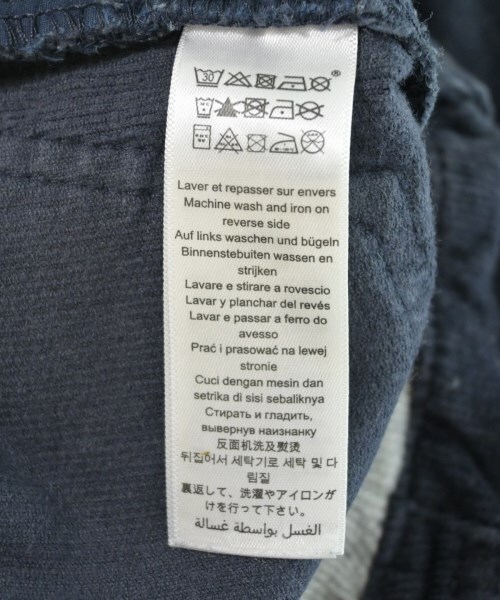 30
®
Laver et repasser sur envers
Machine wash and iron on
reverse side
Auf links waschen und bügeln
Binnenstebuiten wassen en
strijken
Lavare e stirare a rovescio
Lavar y planchar del revés
Lavar e passar a ferro do
avesso
Prać i prasować na lewej
stronie
Cuci dengan mesin dan
setrika di sisi sebaliknya
Стирать и гладить,
вывернув наизнанку
反面机洗及熨烫
뒤집어서 세탁기로 세탁 및 다
림질
裏返して、洗濯やアイロンが
けを行って下さい。
الغسل بواسطة غسالة